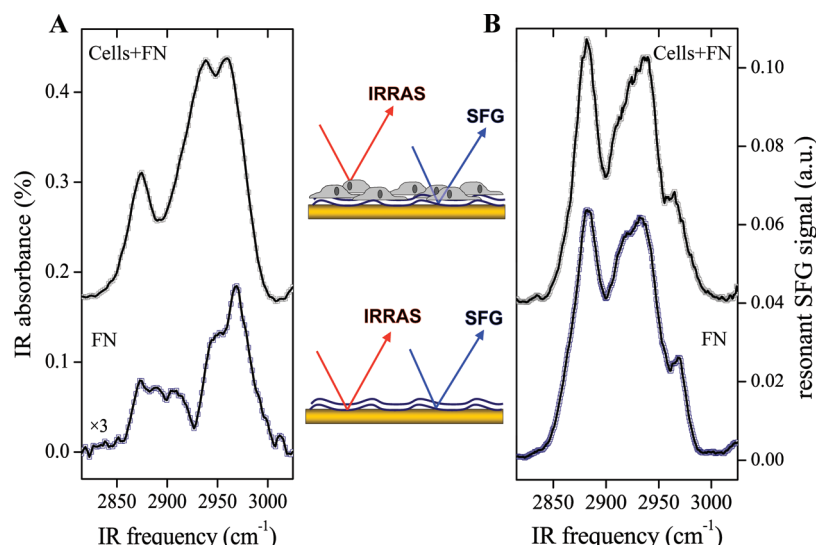 A
Cells+FN
0.4
0.3
0.2
0.1
0.0
IR absorbance (%)
FN
×3
2850 2900 2950 3000
IR frequency (cm⁻¹)
IRRAS
SFG
IRRAS
SFG
B
Cells+FN
0.10
0.08
0.06
0.04
0.02
0.00
resonant SFG signal (a.u.)
FN
2850 2900 2950 3000
IR frequency (cm⁻¹)